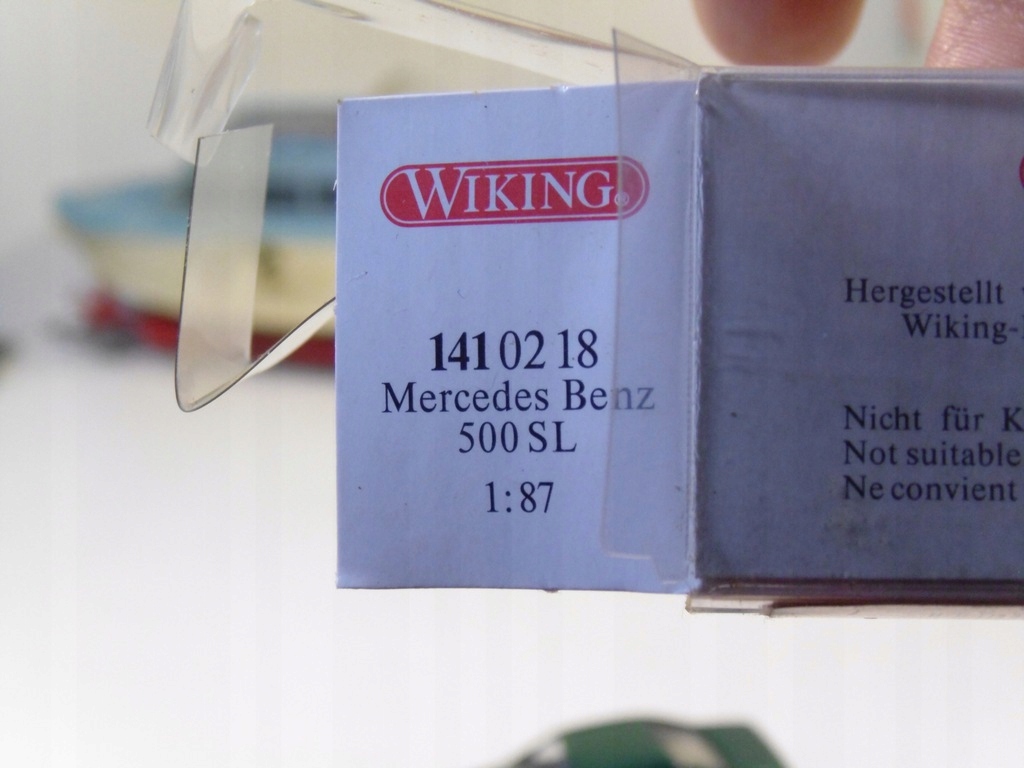 WIKING®
141 02 18
Mercedes Benz
500 SL
1:87
Hergestellt
Wiking-
Nicht für K
Not suitable
Ne convient